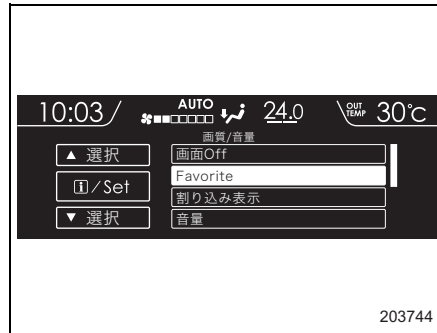 10:03
AUTO
24.0
OUT TEMP
30℃
画質/音量
▲ 選択
i/Set
▼ 選択
画面Off
Favorite
割り込み表示
音量
203744